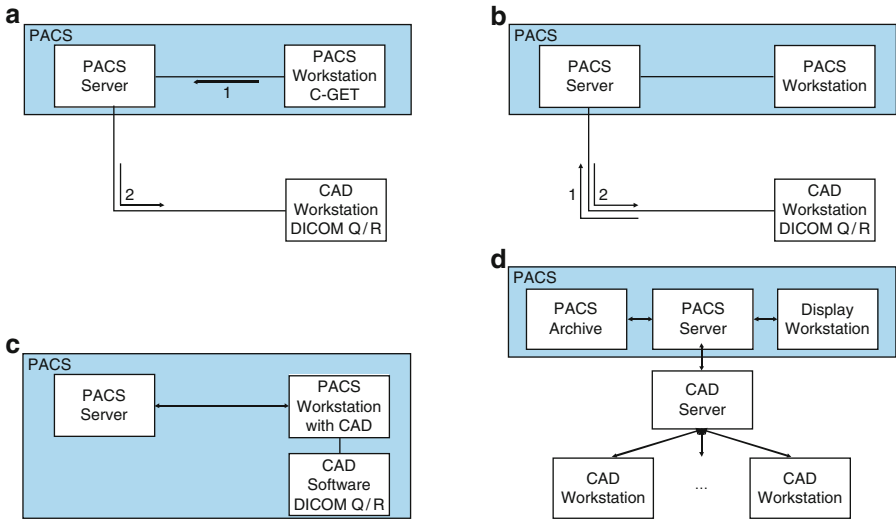 a
PACS
PACS
Server
1
PACS
Workstation
C-GET
2
CAD
Workstation
DICOM Q / R
b
PACS
PACS
Server
PACS
Workstation
1
2
CAD
Workstation
DICOM Q / R
c
PACS
PACS
Server
PACS
Workstation
with CAD
CAD
Software
DICOM Q / R
d
PACS
PACS
Archive
PACS
Server
Display
Workstation
CAD
Server
CAD
Workstation
...
CAD
Workstation